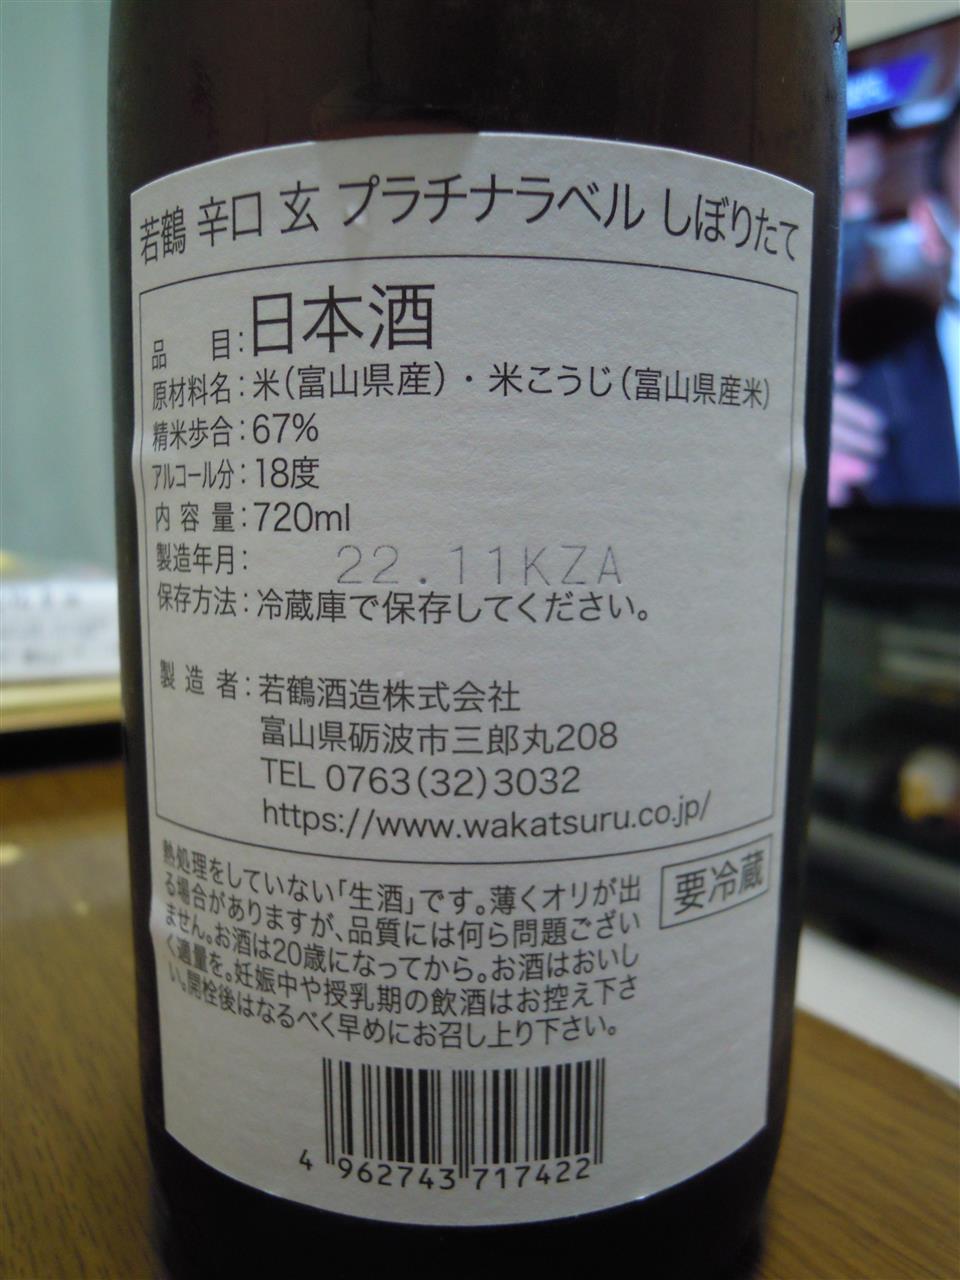 若鶴 辛口 玄 プラチナラベル しぼりたて
品 目：日本酒
原材料名：米（富山県産）・米こうじ（富山県産米）
精米歩合：67%
アルコール分：18度
内容量：720ml
製造年月：22.11KZA
保存方法：冷蔵庫で保存してください。
製造者：若鶴酒造株式会社
富山県砺波市三郎丸208
TEL 0763(32)3032
https://www.wakatsuru.co.jp/
要冷蔵
熱処理をしていない「生酒」です。薄くオリが出
る場合がありますが、品質には何ら問題ござい
ません。お酒は20歳になってから。お酒はおいし
く適量を。妊娠中や授乳期の飲酒はお控え下さ
い。開栓後はなるべく早めにお召し上り下さい。
4 962743 717422